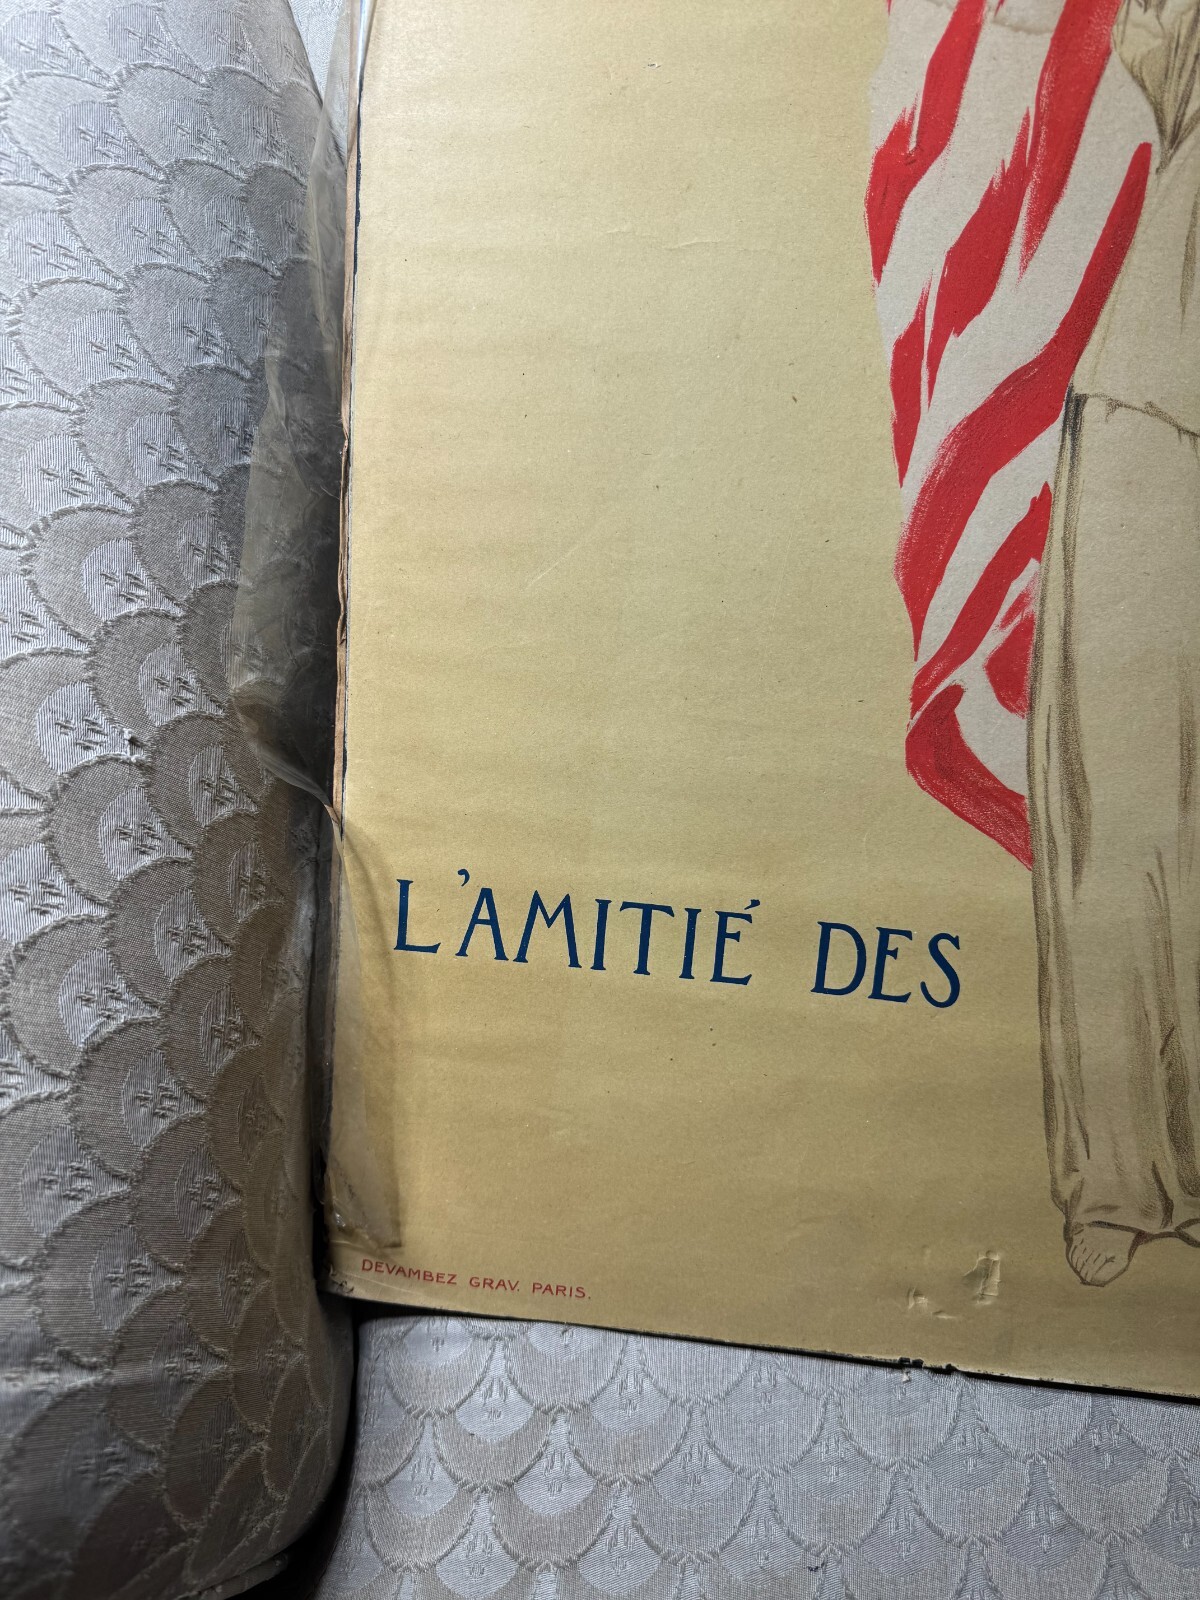 L'AMITIÉ DES
DEVAMBEZ GRAV. PARIS.